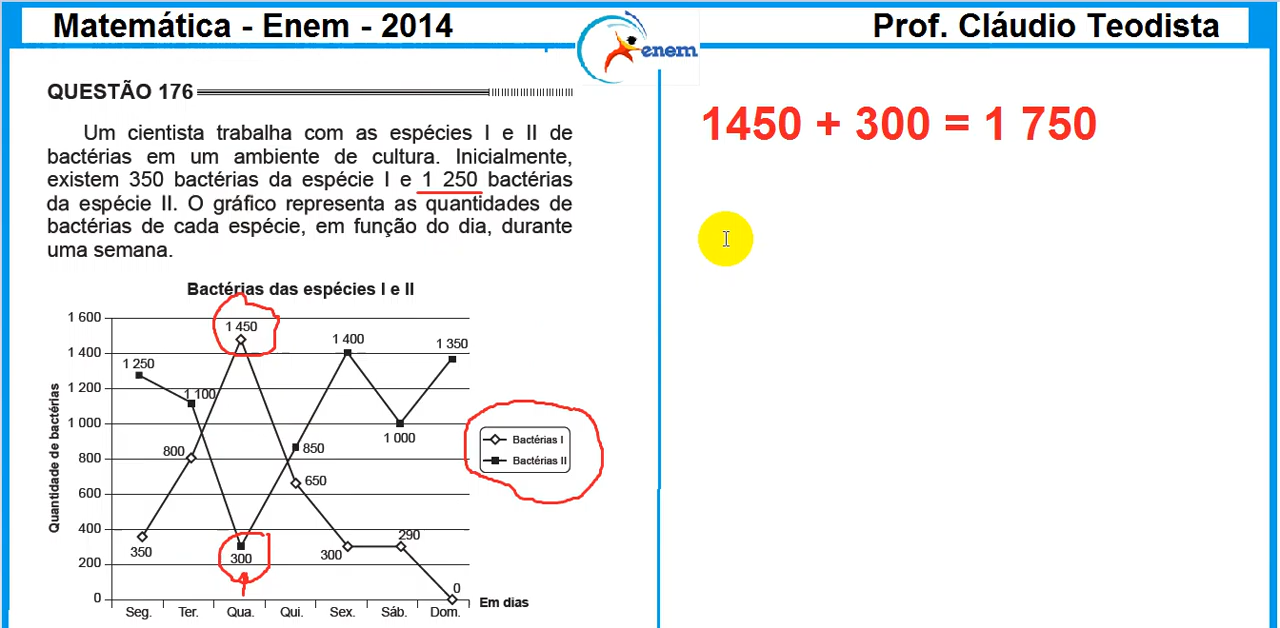 Matemática - Enem - 2014
enem
Prof. Cláudio Teodista
QUESTÃO 176
Um cientista trabalha com as espécies I e II de
bactérias em um ambiente de cultura. Inicialmente,
existem 350 bactérias da espécie I e 1 250 bactérias
da espécie II. O gráfico representa as quantidades de
bactérias de cada espécie, em função do dia, durante
uma semana.
Bactérias das espécies I e II
Quantidade de bactérias
1 600
1 400
1 200
1 000
800
600
400
200
0
1 250
1 100
1 450
1 400
1 350
800
850
1 000
650
350
300
300
290
0
Seg.
Ter.
Qua.
Qui.
Sex.
Sáb.
Dom.
Em dias
Bactérias I
Bactérias II
1450 + 300 = 1 750